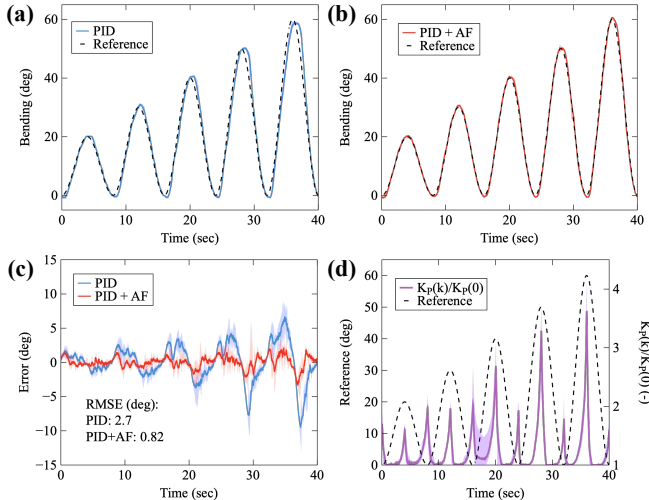 (a)
PID
Reference
Bending (deg)
60
40
20
0
0 10 20 30 40
Time (sec)
(b)
PID + AF
Reference
Bending (deg)
60
40
20
0
0 10 20 30 40
Time (sec)
(c)
PID
PID + AF
Error (deg)
15
10
5
0
−5
−10
−15
RMSE (deg):
PID: 2.7
PID+AF: 0.82
0 10 20 30 40
Time (sec)
(d)
K_P(k)/K_P(0)
Reference
Reference (deg)
60
50
40
30
20
10
0
4
3
2
1
K_P(k)/K_P(0) (-)
0 10 20 30 40
Time (sec)